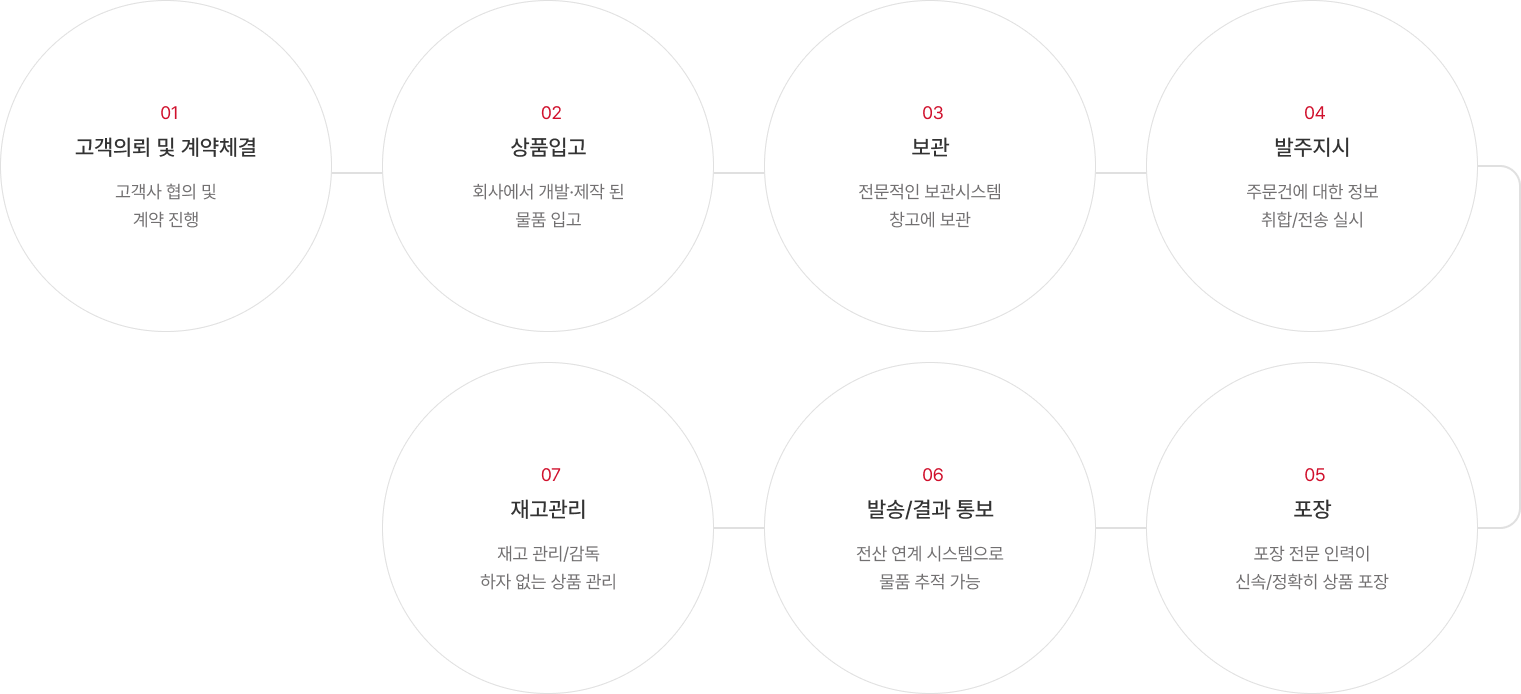 01
고객의뢰 및 계약체결
고객사 협의 및
계약 진행
02
상품입고
회사에서 개발·제작 된
물품 입고
03
보관
전문적인 보관시스템
창고에 보관
04
발주지시
주문건에 대한 정보
취합/전송 실시
05
포장
포장 전문 인력이
신속/정확히 상품 포장
06
발송/결과 통보
전산 연계 시스템으로
물품 추적 가능
07
재고관리
재고 관리/감독
하자 없는 상품 관리